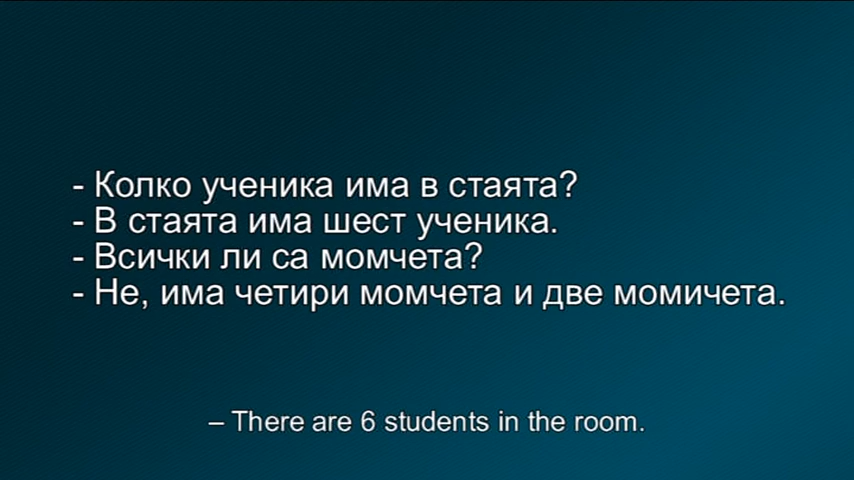 - Колко ученика има в стаята?
- В стаята има шест ученика.
- Всички ли са момчета?
- Не, има четири момчета и две момичета.
– There are 6 students in the room.